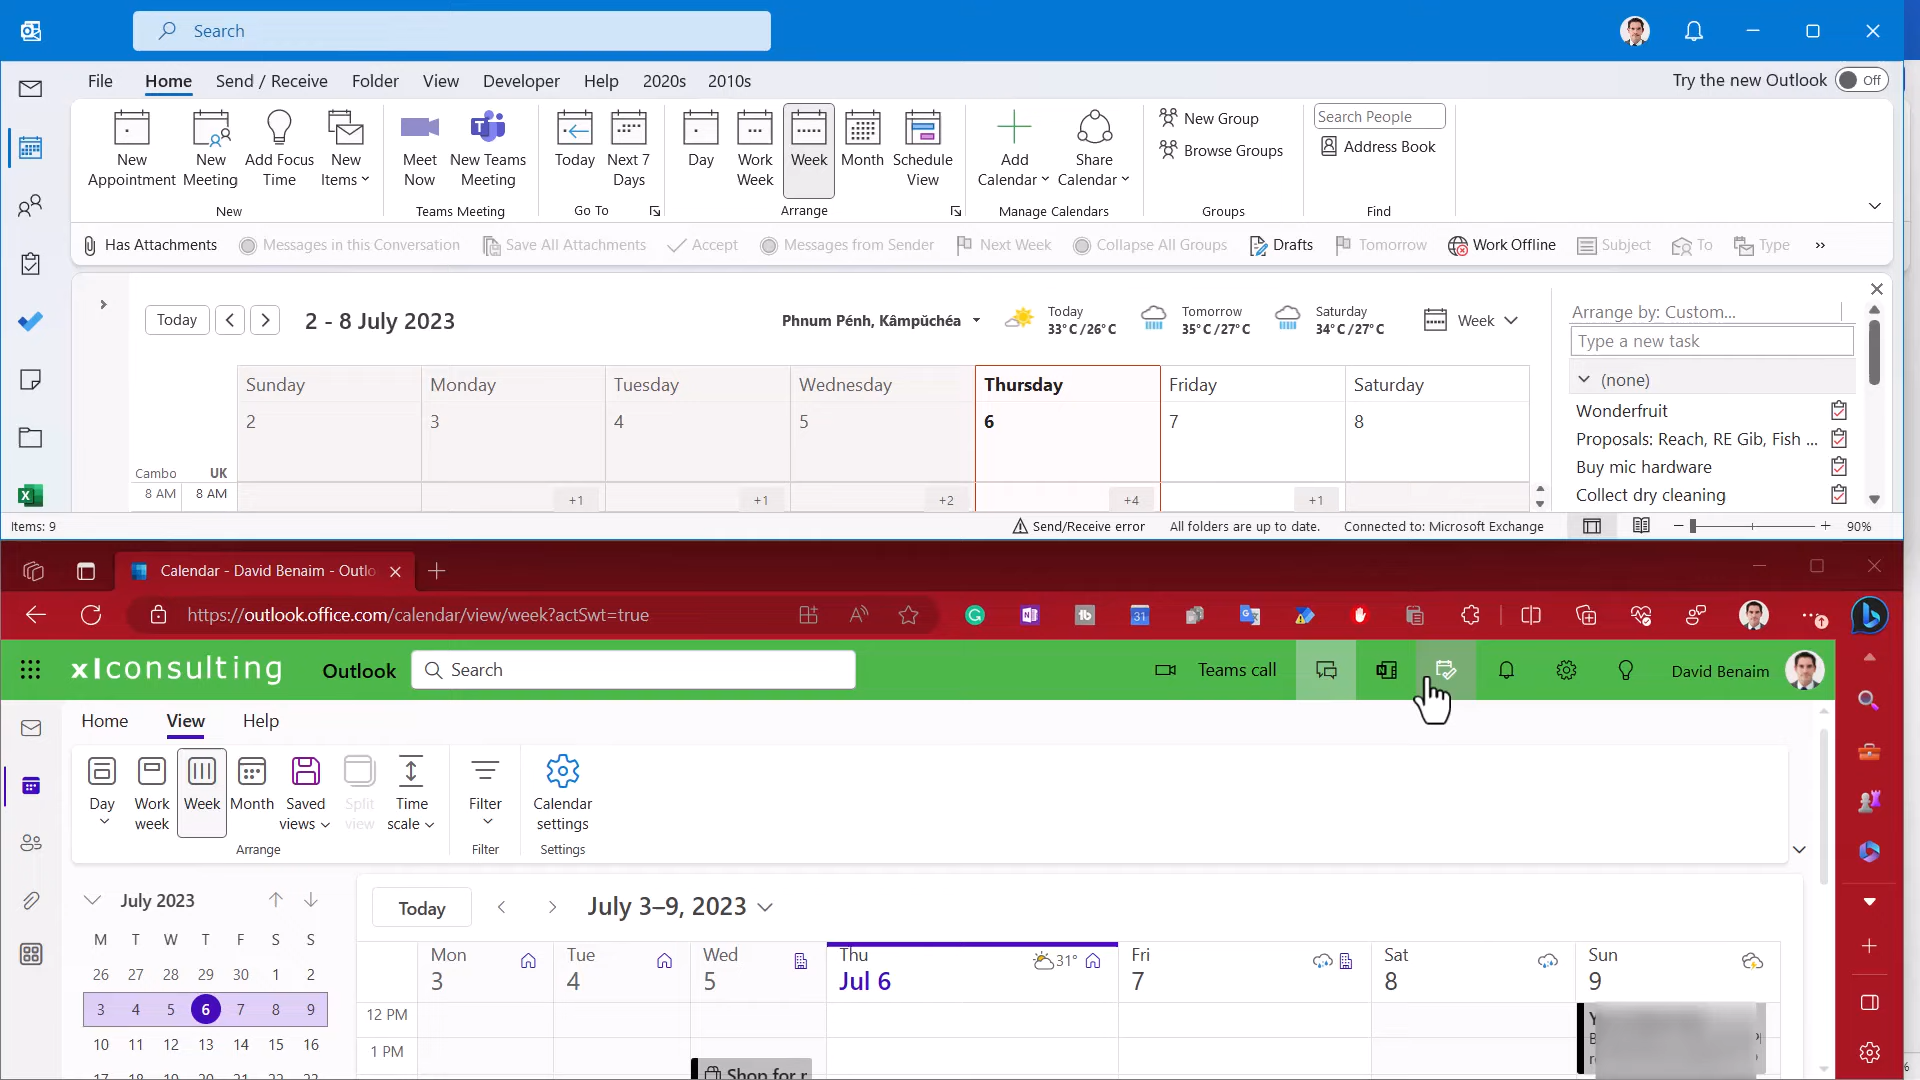 Search
File Home Send / Receive Folder View Developer Help 2020s 2010s
Try the new Outlook Off
New Appointment
New Meeting
Add Focus Time
New Items
New
Meet Now
New Teams Meeting
Teams Meeting
Today
Next 7 Days
Go To
Day
Work Week
Week
Month
Schedule View
Arrange
Add Calendar
Share Calendar
Manage Calendars
New Group
Browse Groups
Groups
Search People
Address Book
Find
Has Attachments Messages in this Conversation Save All Attachments Accept Messages from Sender Next Week Collapse All Groups Drafts Tomorrow Work Offline Subject To Type »
Today 2 - 8 July 2023
Phnum Pénh, Kâmpŭchéa
Today
33°C/26°C
Tomorrow
35°C/27°C
Saturday
34°C/27°C
Week
Sunday Monday Tuesday Wednesday Thursday Friday Saturday
2 3 4 5 6 7 8
Cambo UK
8 AM 8 AM
+1 +1 +2 +4 +1
Arrange by: Custom...
Type a new task
(none)
Wonderfruit
Proposals: Reach, RE Gib, Fish ...
Buy mic hardware
Collect dry cleaning
Items: 9
Send/Receive error All folders are up to date. Connected to: Microsoft Exchange 90%
Calendar - David Benaim - Outlo
https://outlook.office.com/calendar/view/week?actSwt=true
31
xlconsulting Outlook Search Teams call David Benaim
Home View Help
Day
Work week
Week
Month
Saved views
Split view
Time scale
Arrange
Filter
Filter
Calendar settings
Settings
July 2023
M T W T F S S
26 27 28 29 30 1 2
3 4 5 6 7 8 9
10 11 12 13 14 15 16
17 18 19 20 21 22 23
Today July 3–9, 2023
Mon 3
Tue 4
Wed 5
Thu Jul 6 31°
Fri 7
Sat 8
Sun 9
12 PM
1 PM
Shop for r